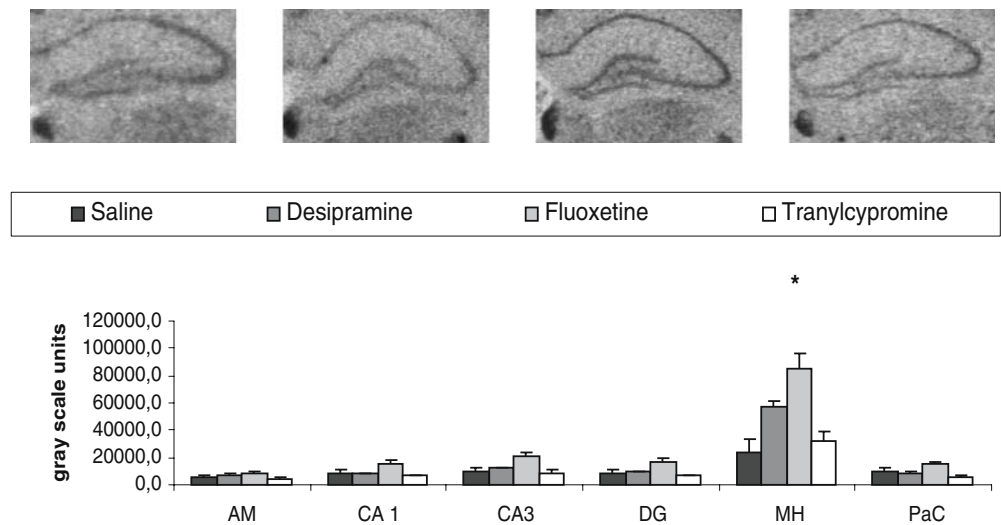 Saline Desipramine Fluoxetine Tranylcypromine
*
gray scale units
120000,0
100000,0
80000,0
60000,0
40000,0
20000,0
0,0
AM CA 1 CA3 DG MH PaC